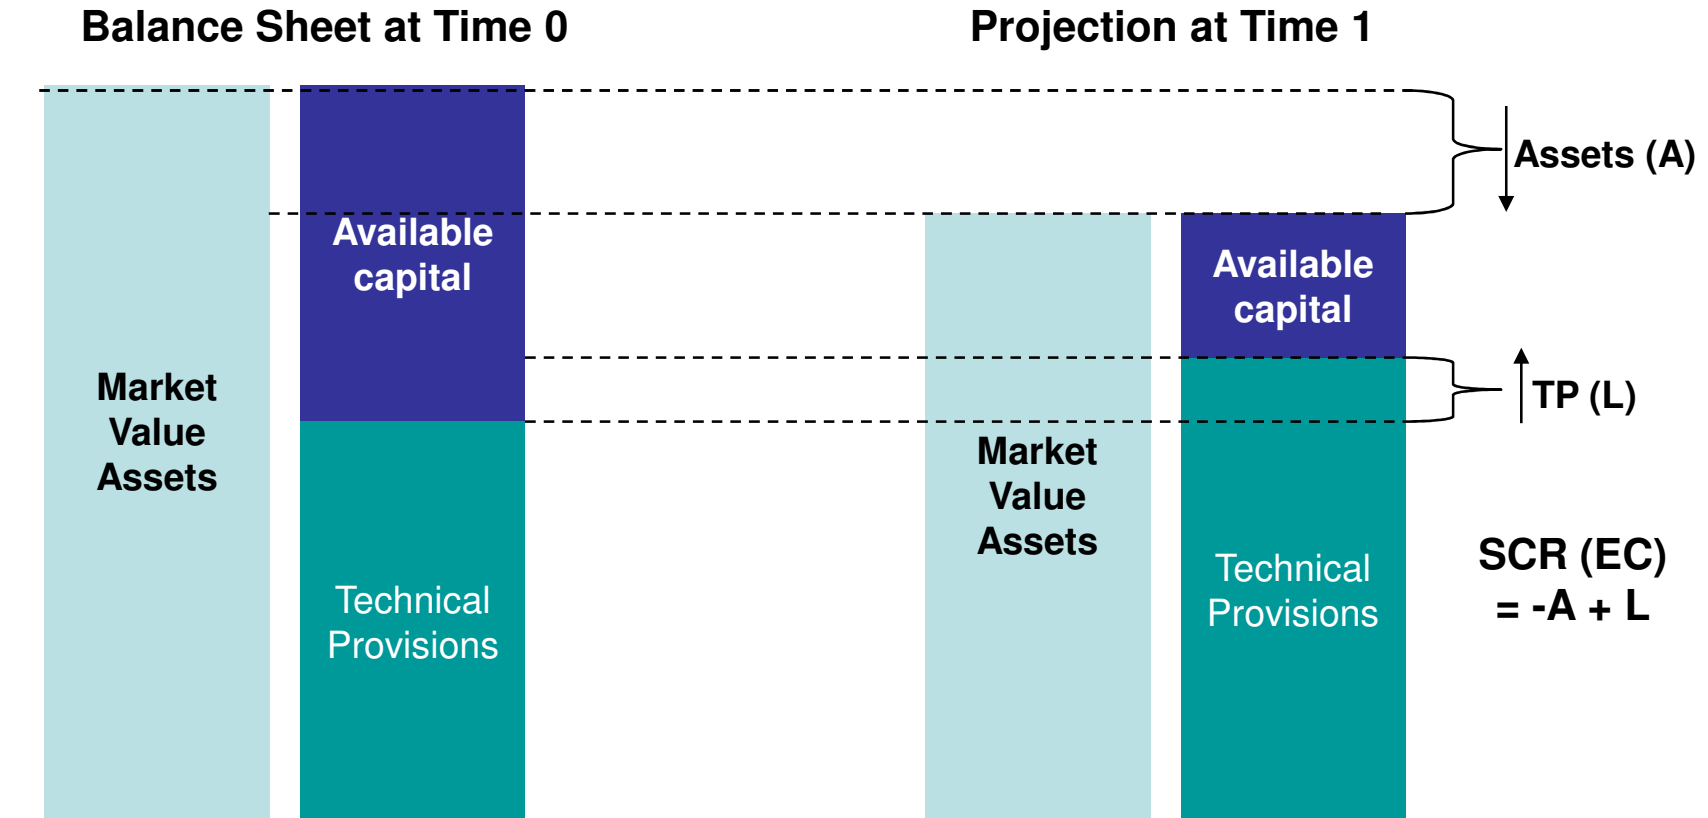 Balance Sheet at Time 0
Projection at Time 1
Market
Value
Assets
Available
capital
Technical
Provisions
Market
Value
Assets
Available
capital
Technical
Provisions
Assets (A)
TP (L)
SCR (EC)
= -A + L